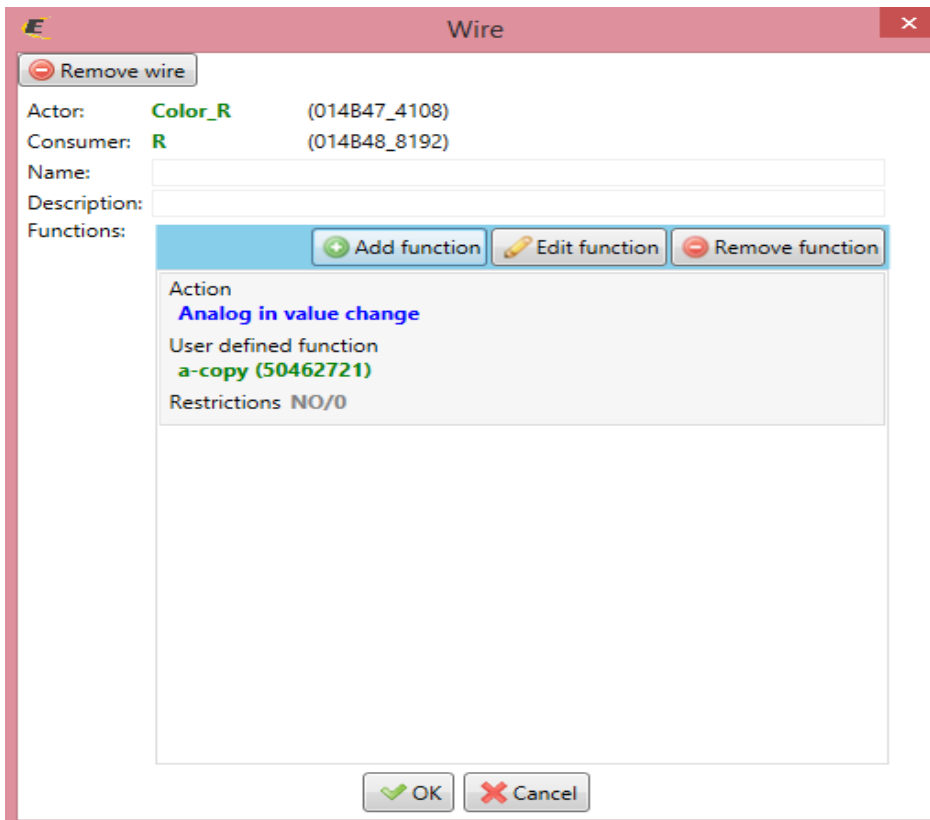 E
Wire
Remove wire
Actor: Color_R (014B47_4108)
Consumer: R (014B48_8192)
Name:
Description:
Functions:
Add function Edit function Remove function
Action
Analog in value change
User defined function
a-copy (50462721)
Restrictions NO/0
OK Cancel